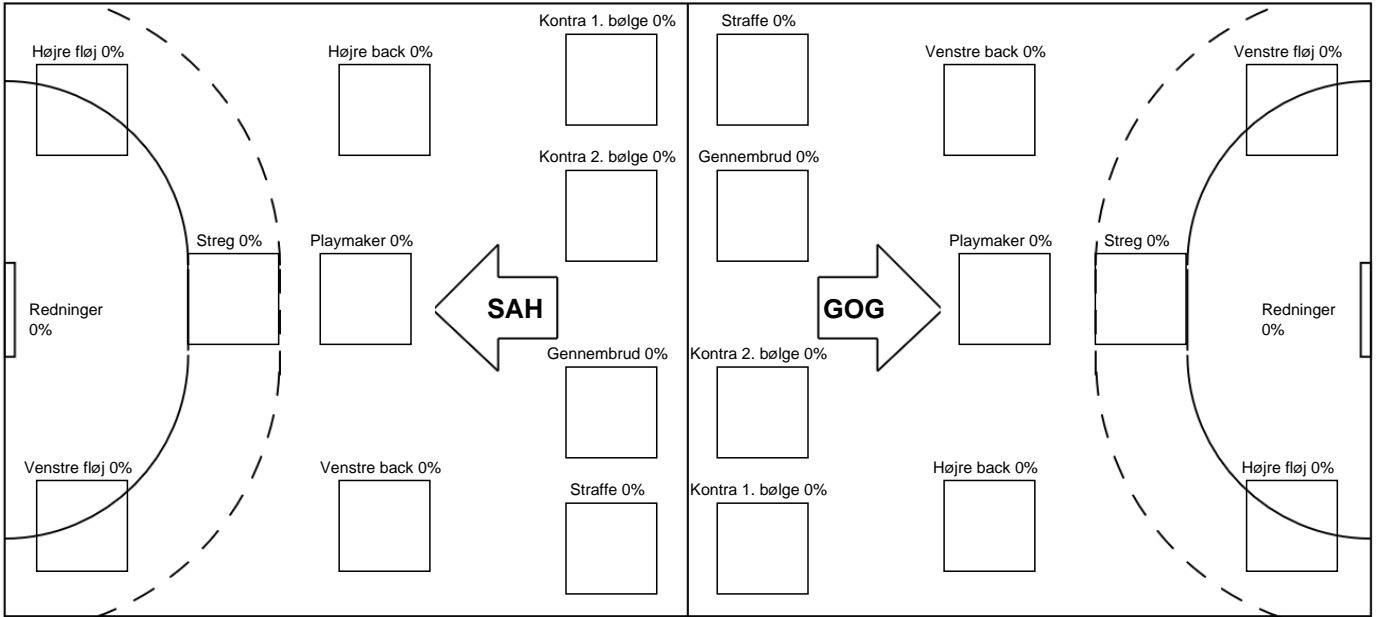 Kontra 1. bølge 0%
Straffe 0%
Højre fløj 0%
Højre back 0%
Venstre back 0%
Venstre fløj 0%
Kontra 2. bølge 0%
Gennembrud 0%
Streg 0%
Playmaker 0%
Playmaker 0%
Streg 0%
Redninger
0%
SAH
GOG
Redninger
0%
Gennembrud 0%
Kontra 2. bølge 0%
Venstre fløj 0%
Venstre back 0%
Straffe 0%
Kontra 1. bølge 0%
Højre back 0%
Højre fløj 0%